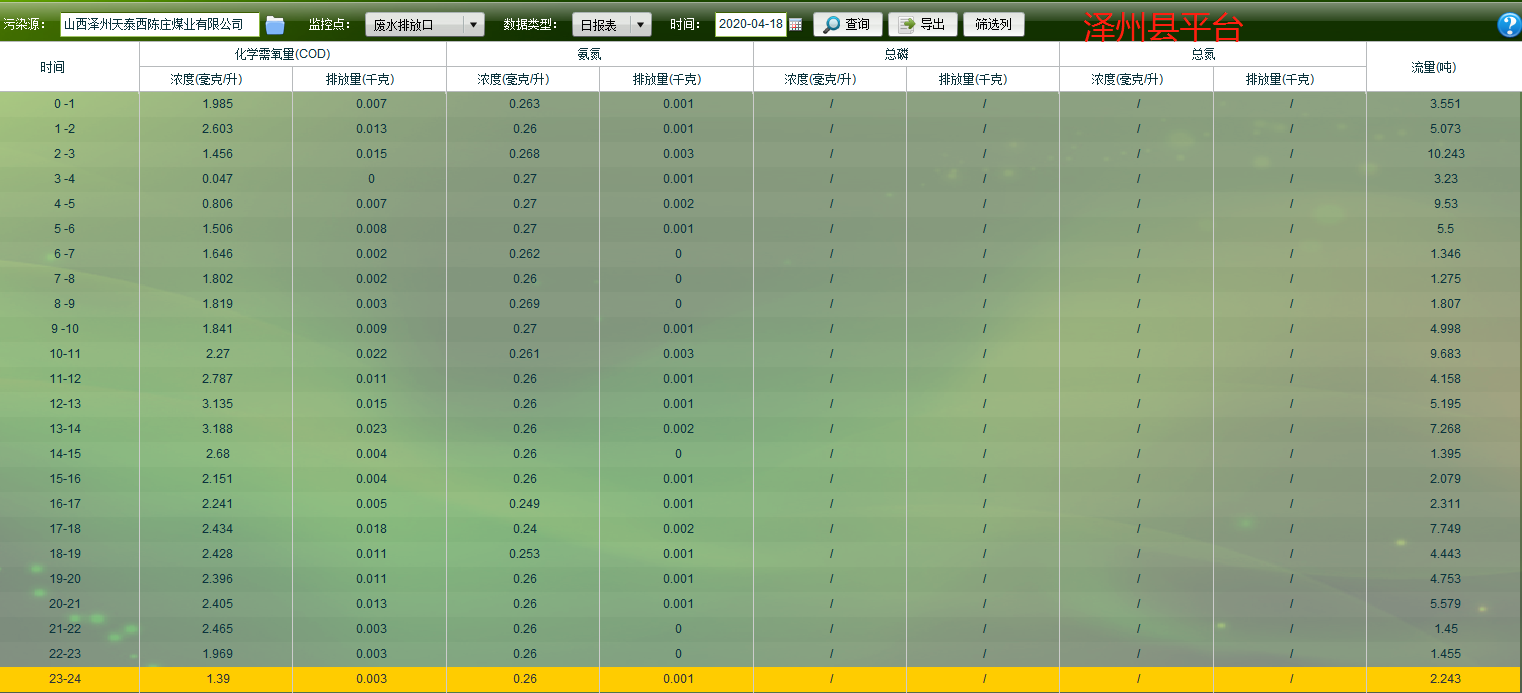 污染源： 山西泽州天泰西陈庄煤业有限公司 监控点： 废水排放口 数据类型： 日报表 时间： 2020-04-18 查询 导出 筛选列 泽州县平台
时间 化学需氧量(COD) 氨氮 总磷 总氮 流量(吨)
浓度(毫克/升) 排放量(千克) 浓度(毫克/升) 排放量(千克) 浓度(毫克/升) 排放量(千克) 浓度(毫克/升) 排放量(千克)
0 -1 1.985 0.007 0.263 0.001 / / / / 3.551
1 -2 2.603 0.013 0.26 0.001 / / / / 5.073
2 -3 1.456 0.015 0.268 0.003 / / / / 10.243
3 -4 0.047 0 0.27 0.001 / / / / 3.23
4 -5 0.806 0.007 0.27 0.002 / / / / 9.53
5 -6 1.506 0.008 0.27 0.001 / / / / 5.5
6 -7 1.646 0.002 0.262 0 / / / / 1.346
7 -8 1.802 0.002 0.26 0 / / / / 1.275
8 -9 1.819 0.003 0.269 0 / / / / 1.807
9 -10 1.841 0.009 0.27 0.001 / / / / 4.998
10-11 2.27 0.022 0.261 0.003 / / / / 9.683
11-12 2.787 0.011 0.26 0.001 / / / / 4.158
12-13 3.135 0.015 0.26 0.001 / / / / 5.195
13-14 3.188 0.023 0.26 0.002 / / / / 7.268
14-15 2.68 0.004 0.26 0 / / / / 1.395
15-16 2.151 0.004 0.26 0.001 / / / / 2.079
16-17 2.241 0.005 0.249 0.001 / / / / 2.311
17-18 2.434 0.018 0.24 0.002 / / / / 7.749
18-19 2.428 0.011 0.253 0.001 / / / / 4.443
19-20 2.396 0.011 0.26 0.001 / / / / 4.753
20-21 2.405 0.013 0.26 0.001 / / / / 5.579
21-22 2.465 0.003 0.26 0 / / / / 1.45
22-23 1.969 0.003 0.26 0 / / / / 1.455
23-24 1.39 0.003 0.26 0.001 / / / / 2.243